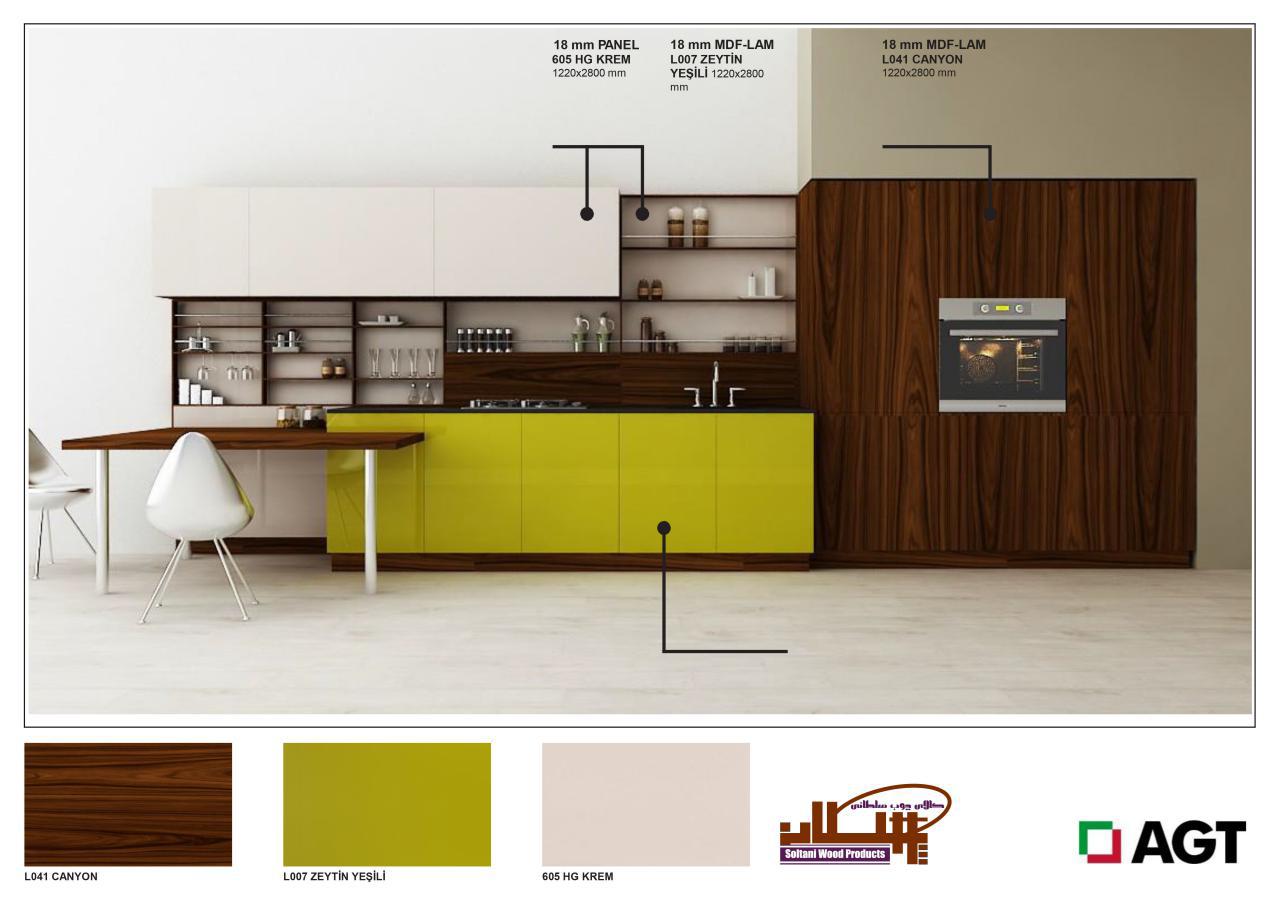 18 mm PANEL
605 HG KREM
1220x2800 mm
18 mm MDF-LAM
L007 ZEYTİN
YEŞİLİ 1220x2800
mm
18 mm MDF-LAM
L041 CANYON
1220x2800 mm
L041 CANYON
L007 ZEYTİN YEŞİLİ
605 HG KREM
کالای چوب سلطانی
Soltani Wood Products
AGT